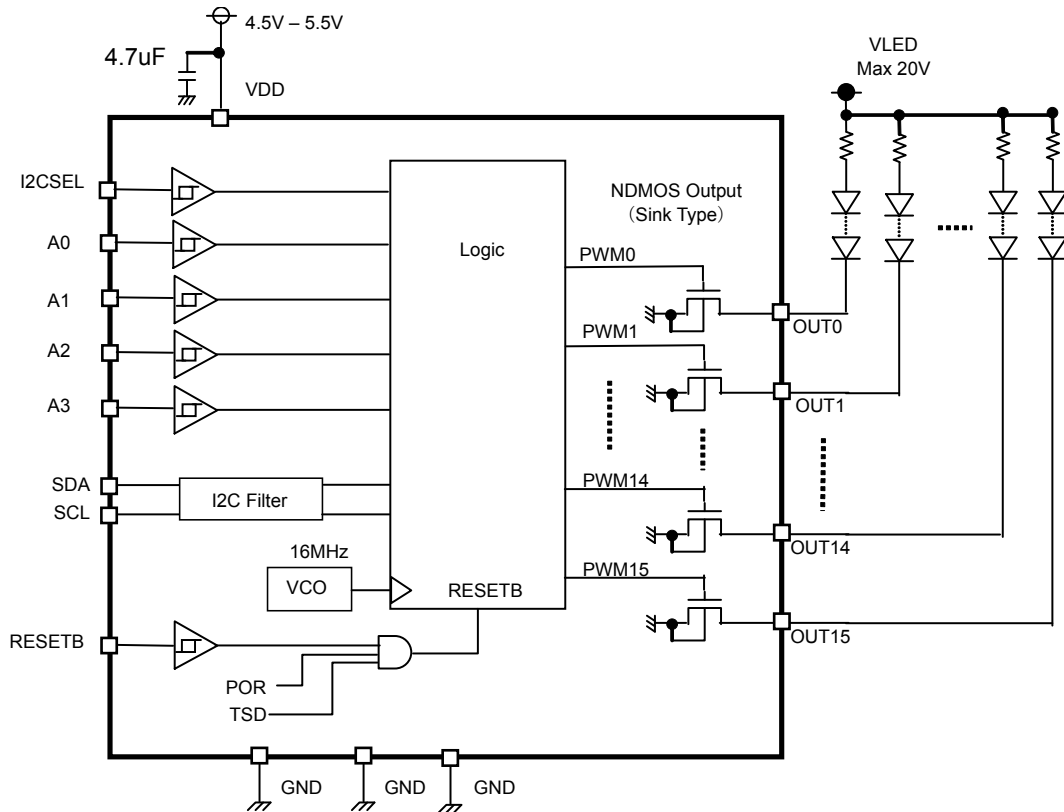 4.5V – 5.5V
4.7uF
VDD
VLED
Max 20V
I2CSEL
A0
A1
A2
A3
SDA
SCL
I2C Filter
16MHz
VCO
RESETB
POR
TSD
Logic
RESETB
NDMOS Output
(Sink Type)
PWM0
OUT0
PWM1
OUT1
PWM14
OUT14
PWM15
OUT15
GND
GND
GND